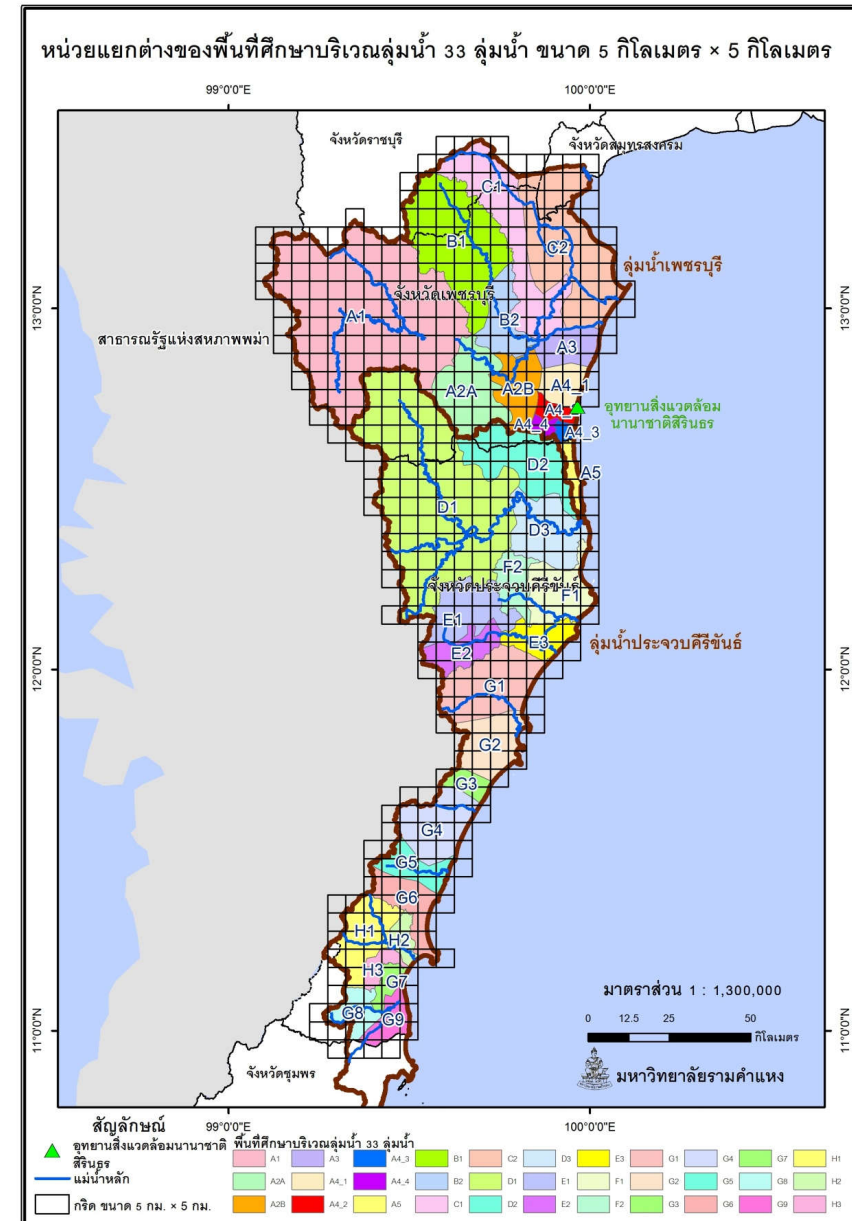 หน่วยแยกต่างของพื้นที่ศึกษาบริเวณลุ่มน้ำ 33 ลุ่มน้ำ ขนาด 5 กิโลเมตร × 5 กิโลเมตร
99°0'0"E
100°0'0"E
จังหวัดราชบุรี
จังหวัดสมุทรสงคราม
C1
B1
C2
ลุ่มน้ำเพชรบุรี
จังหวัดเพชรบุรี
13°0'0"N
13°0'0"N
A1
B2
สาธารณรัฐแห่งสหภาพพม่า
A3
A2A
A2B
A4_1
อุทยานสิ่งแวดล้อม
นานาชาติสิรินธร
A4_4
A4_3
D2
A5
D1
D3
F2
จังหวัดประจวบคีรีขันธ์
F1
E1
E3
ลุ่มน้ำประจวบคีรีขันธ์
E2
12°0'0"N
12°0'0"N
G1
G2
G3
G4
G5
G6
H1
H2
H3
G7
มาตราส่วน 1 : 1,300,000
G8
G9
11°0'0"N
11°0'0"N
0 12.5 25 50
กิโลเมตร
จังหวัดชุมพร
มหาวิทยาลัยรามคำแหง
99°0'0"E
100°0'0"E
สัญลักษณ์
อุทยานสิ่งแวดล้อมนานาชาติ
สิรินธร
แม่น้ำหลัก
กริด ขนาด 5 กม. × 5 กม.
พื้นที่ศึกษาบริเวณลุ่มน้ำ 33 ลุ่มน้ำ
A1 A3 A4_3 B1 C2 D3 E3 G1 G4 G7 H1
A2A A4_1 A4_4 B2 D1 E1 F1 G2 G5 G8 H2
A2B A4_2 A5 C1 D2 E2 F2 G3 G6 G9 H3